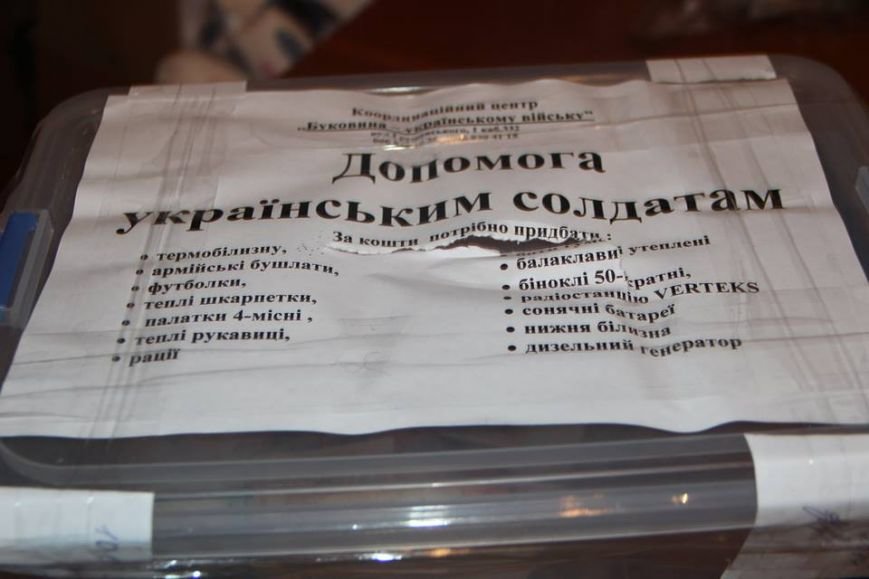 Координаційний центр
„Буковина – українському війську"
Допомога
українським солдатам
За кошти потрібно придбати:
• термобілизну,
• армійські бушлати,
• футболки,
• теплі шкарпетки,
• палатки 4-місні ,
• теплі рукавиці,
• рації
• балаклави утеплені
• біноклі 50-кратні,
• радіостанцію VERTEKS
• сонячні батареї
• нижня білизна
• дизельний генератор